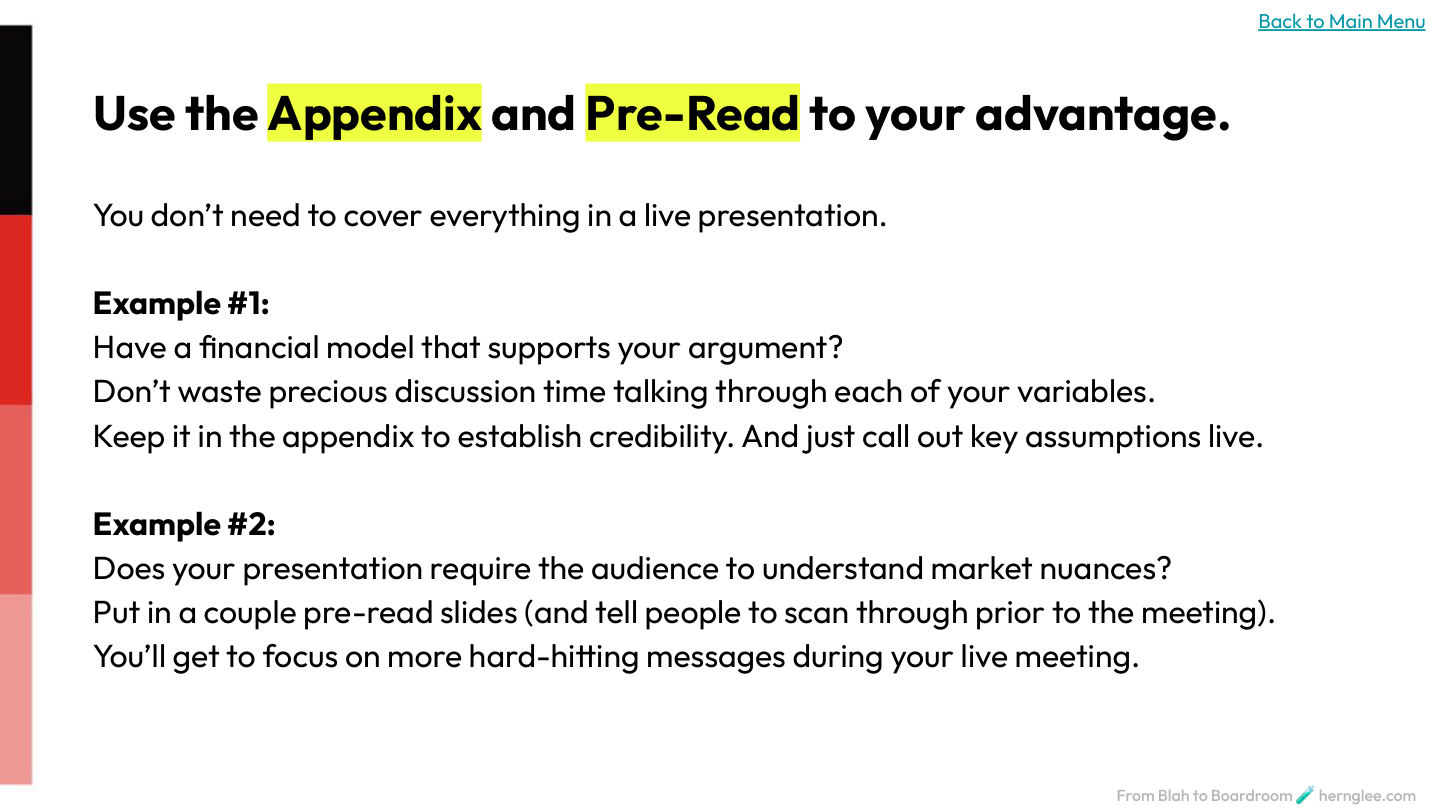 Back to Main Menu
Use the Appendix and Pre-Read to your advantage.
You don’t need to cover everything in a live presentation.
Example #1:
Have a financial model that supports your argument?
Don’t waste precious discussion time talking through each of your variables.
Keep it in the appendix to establish credibility. And just call out key assumptions live.
Example #2:
Does your presentation require the audience to understand market nuances?
Put in a couple pre-read slides (and tell people to scan through prior to the meeting).
You’ll get to focus on more hard-hitting messages during your live meeting.
From Blah to Boardroom 🧪 hernglee.com